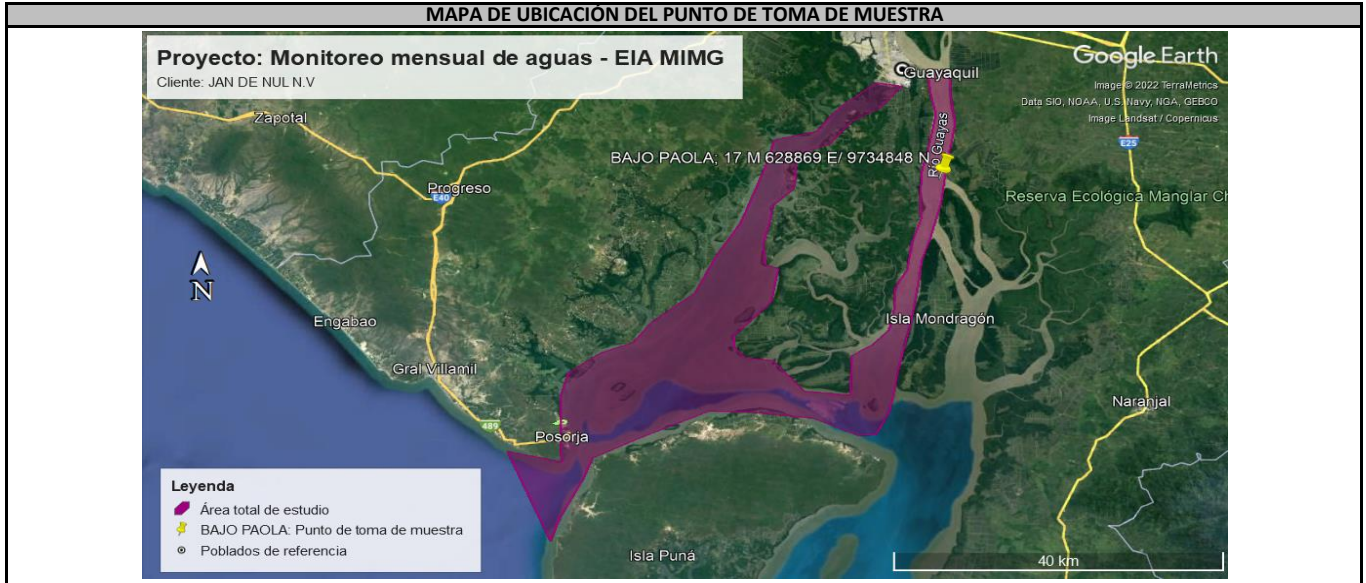 MAPA DE UBICACIÓN DEL PUNTO DE TOMA DE MUESTRA
Proyecto: Monitoreo mensual de aguas - EIA MIMG
Cliente: JAN DE NUL N.V
Google Earth
Image © 2022 TerraMetrics
Data SIO, NOAA, U.S. Navy, NGA, GEBCO
Image Landsat / Copernicus
Guayaquil
Zapotal
E25
Río Guayas
BAJO PAOLA; 17 M 628869 E/ 9734848 N
Progreso
E40
Reserva Ecológica Manglar Ch
N
Engabao
Isla Mondragón
Gral Villamil
Naranjal
489
Posorja
Leyenda
Área total de estudio
BAJO PAOLA: Punto de toma de muestra
Poblados de referencia
Isla Puná
40 km